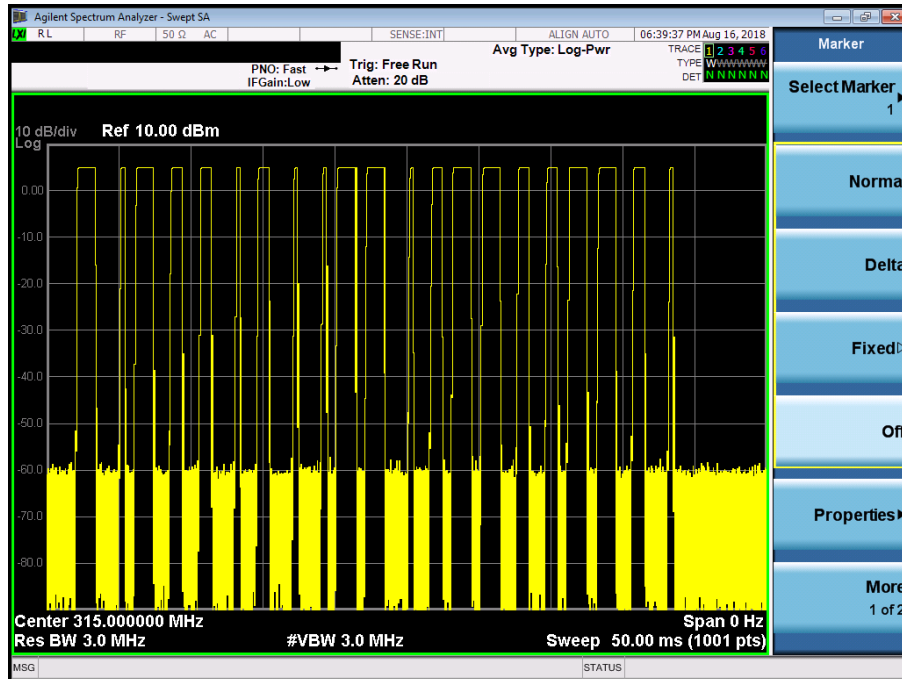 Agilent Spectrum Analyzer - Swept SA
LXI RL RF 50 Ω AC SENSE:INT ALIGN AUTO 06:39:37 PM Aug 16, 2018
Avg Type: Log-Pwr TRACE 1 2 3 4 5 6
PNO: Fast Trig: Free Run TYPE WWWWWW
IFGain:Low Atten: 20 dB DET N N N N N N
10 dB/div Ref 10.00 dBm
Log
0.00
-10.0
-20.0
-30.0
-40.0
-50.0
-60.0
-70.0
-80.0
Center 315.000000 MHz Span 0 Hz
Res BW 3.0 MHz #VBW 3.0 MHz Sweep 50.00 ms (1001 pts)
MSG STATUS
Marker
Select Marker
1
Norma
Delta
Fixed
Off
Properties
More
1 of 2